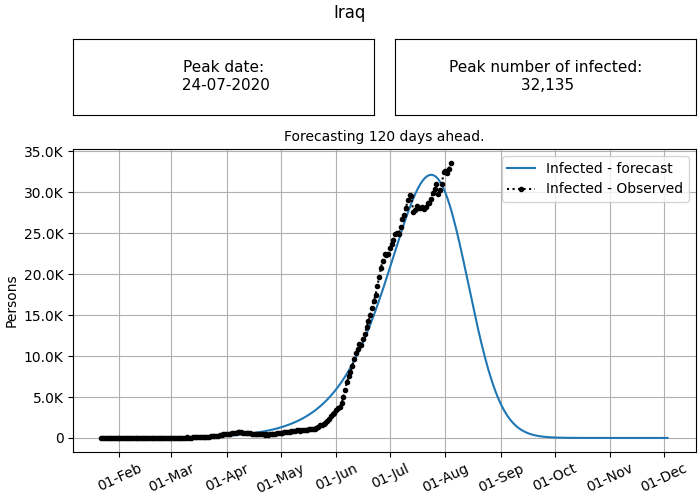 Iraq
Peak date:
24-07-2020
Peak number of infected:
32,135
Forecasting 120 days ahead.
35.0K
30.0K
25.0K
20.0K
15.0K
10.0K
5.0K
0
Persons
Infected - forecast
Infected - Observed
01-Feb
01-Mar
01-Apr
01-May
01-Jun
01-Jul
01-Aug
01-Sep
01-Oct
01-Nov
01-Dec